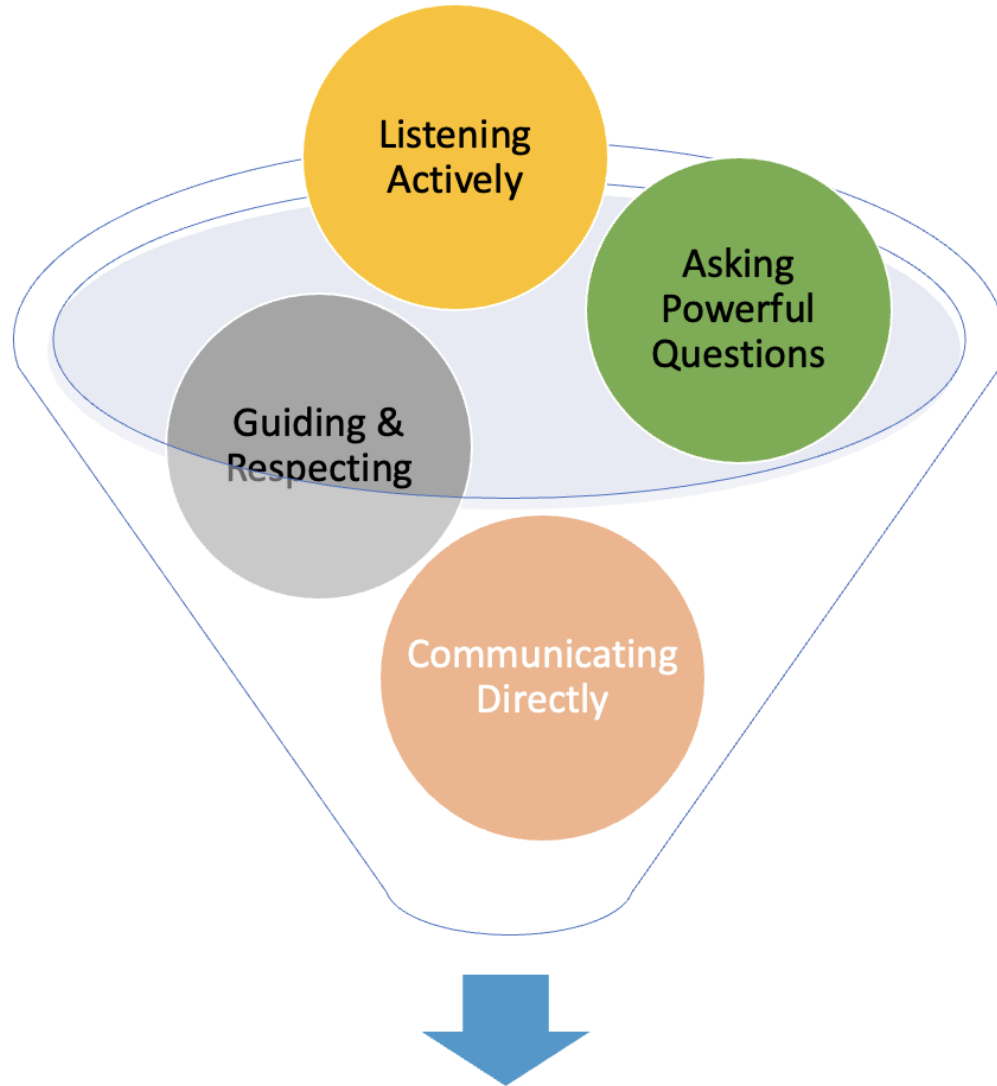 Listening
Actively
Asking
Powerful
Questions
Guiding &
Respecting
Communicating
Directly